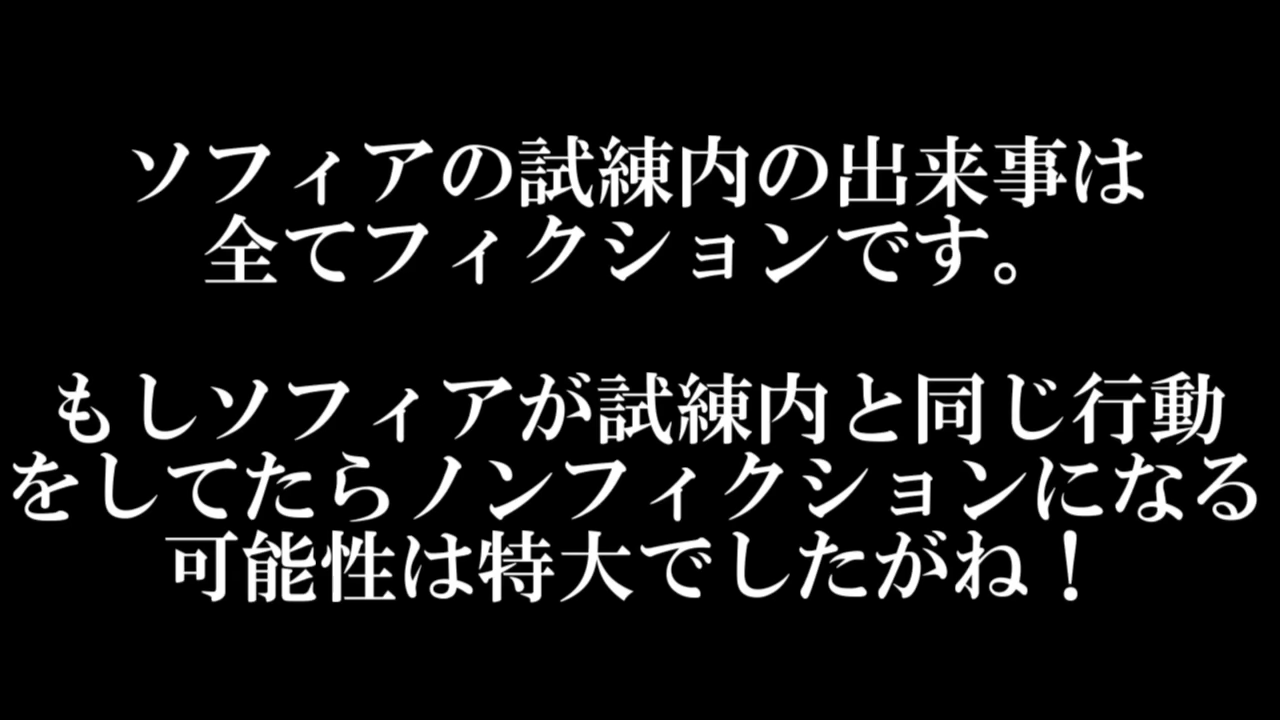 ソフィアの試練内の出来事は
全てフィクションです。
もしソフィアが試練内と同じ行動
をしてたらノンフィクションになる
可能性は特大でしたがね！